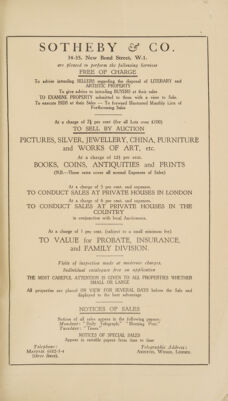 SOTHEBY & CO.
34-35, New Bond Street, W.1.
are pleased to perform the following Services
FREE OF CHARGE
To advise intending SELLERS regarding the disposal of LITERARY and
ARTISTIC PROPERTY
To give advice to intending BUYERS at their sales
TO EXAMINE PROPERTY submitted to them with a view to Sale
To execute BIDS at their Sales — To forward Illustrated Monthly Lists of
Forthcoming Sales
At a charge of 7½ per cent (for all Lots over £100)
TO SELL BY AUCTION
PICTURES, SILVER, JEWELLERY, CHINA, FURNITURE
and WORKS OF ART, etc.
At a charge of 12½ per cent.
BOOKS, COINS, ANTIQUITIES and PRINTS
(N.B.—These rates cover all normal Expenses of Sales)
At a charge of 5 per cent. and expenses.
TO CONDUCT SALES AT PRIVATE HOUSES IN LONDON
At a charge of 6 per cent. and expenses.
TO CONDUCT SALES AT PRIVATE HOUSES IN THE
COUNTRY
in conjunction with local Auctioneers.
At a charge of 1 per cent. (subject to a small minimum fee)
TO VALUE for PROBATE, INSURANCE,
and FAMILY DIVISION.
Visits of inspection made at moderate charges.
Individual catalogues free on application
THE MOST CAREFUL ATTENTION IS GIVEN TO ALL PROPERTIES WHETHER
SMALL OR LARGE
All properties are placed ON VIEW FOR SEVERAL DAYS before the Sale and
displayed to the best advantage
NOTICES OF SALES
Notice of all sales appears in the following papers:
Mondays: "Daily Telegraph," "Morning Post."
Tuesdays: "Times"
NOTICES OF SPECIAL SALES
Appear in suitable papers from time to time
Telephone:
MAYFAIR
(three lines).
Telegraphic Address:
ABINITIO, WESDO, LONDON.